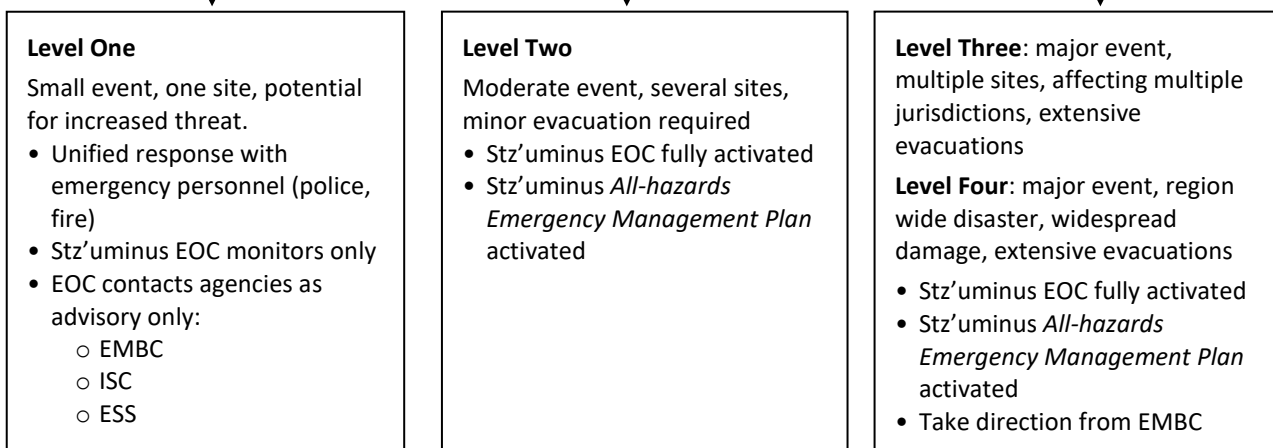 Level One
Small event, one site, potential
for increased threat.
• Unified response with
emergency personnel (police,
fire)
• Stz’uminus EOC monitors only
• EOC contacts agencies as
advisory only:
o EMBC
o ISC
o ESS
Level Two
Moderate event, several sites,
minor evacuation required
• Stz’uminus EOC fully activated
• Stz’uminus All-hazards
Emergency Management Plan
activated
Level Three: major event,
multiple sites, affecting multiple
jurisdictions, extensive
evacuations
Level Four: major event, region
wide disaster, widespread
damage, extensive evacuations
• Stz’uminus EOC fully activated
• Stz’uminus All-hazards
Emergency Management Plan
activated
• Take direction from EMBC